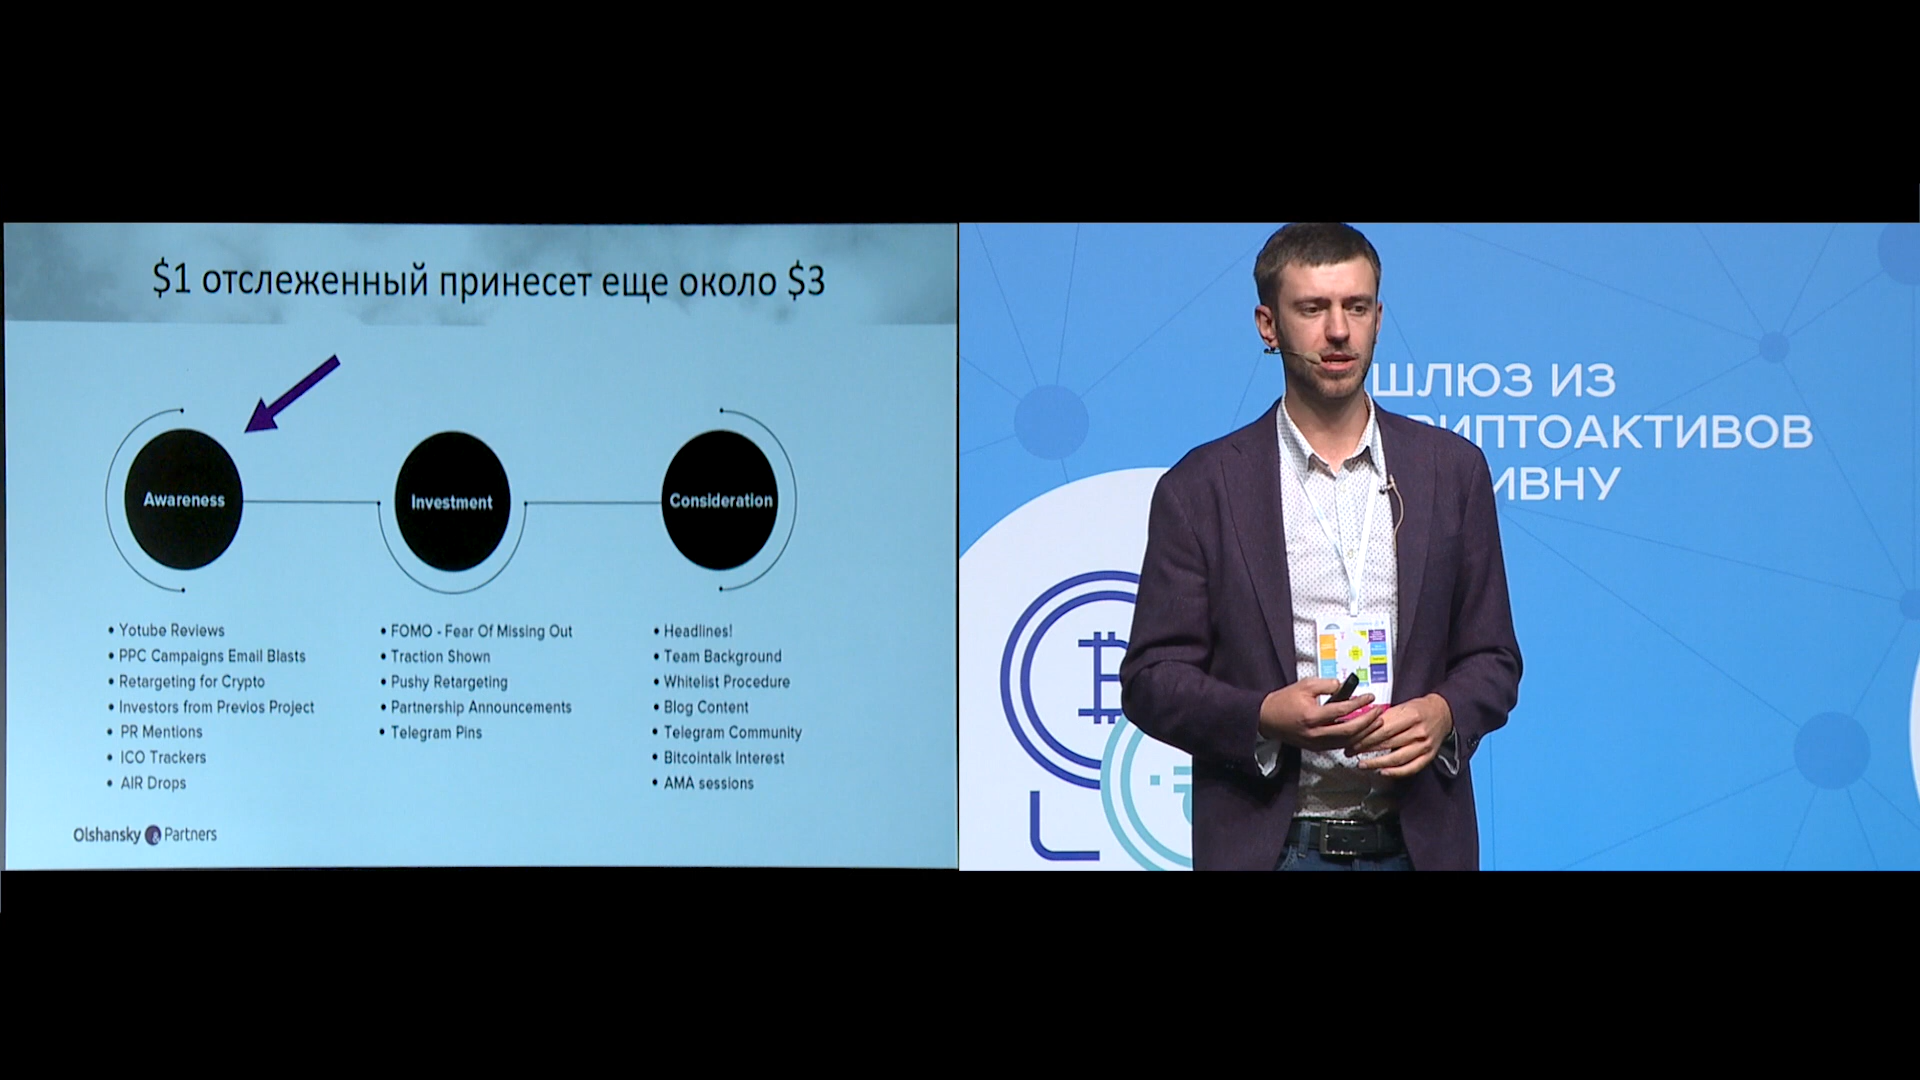 $1 отслеженный принесет еще около $3
Awareness
Investment
Consideration
• Yotube Reviews
• PPC Campaigns Email Blasts
• Retargeting for Crypto
• Investors from Previos Project
• PR Mentions
• ICO Trackers
• AIR Drops
• FOMO - Fear Of Missing Out
• Traction Shown
• Pushy Retargeting
• Partnership Announcements
• Telegram Pins
• Headlines!
• Team Background
• Whitelist Procedure
• Blog Content
• Telegram Community
• Bitcointalk Interest
• AMA sessions
Olshansky & Partners
ШЛЮЗ ИЗ
РИПТОАКТИВОВ
ИВНУ